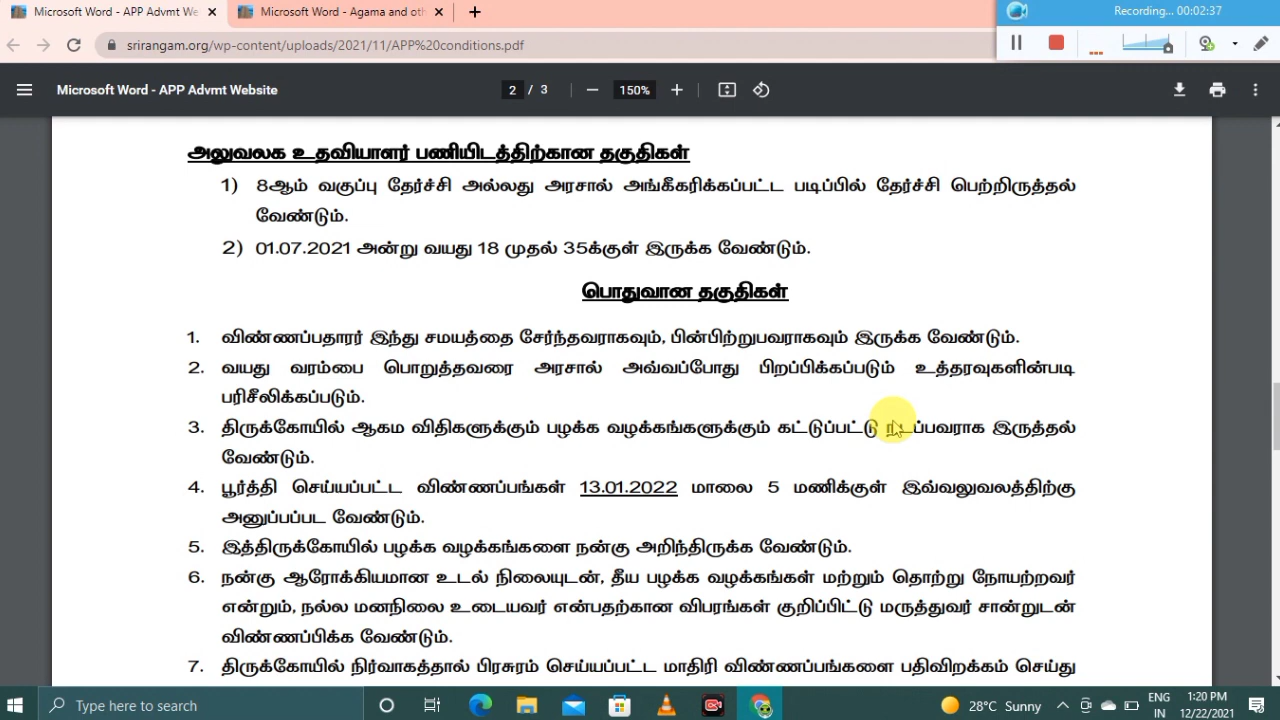 Microsoft Word - APP Advmt We
Microsoft Word - Agama and oth
Recording... 00:02:37
srirangam.org/wp-content/uploads/2021/11/APP%20conditions.pdf
Microsoft Word - APP Advmt Website
2 / 3
150%
அலுவலக உதவியாளர் பணியிடத்திற்கான தகுதிகள்
1) 8ஆம் வகுப்பு தேர்ச்சி அல்லது அரசால் அங்கீகரிக்கப்பட்ட படிப்பில் தேர்ச்சி பெற்றிருத்தல்
வேண்டும்.
2) 01.07.2021 அன்று வயது 18 முதல் 35க்குள் இருக்க வேண்டும்.
பொதுவான தகுதிகள்
1. விண்ணப்பதாரர் இந்து சமயத்தை சேர்ந்தவராகவும், பின்பிற்றுபவராகவும் இருக்க வேண்டும்.
2. வயது வரம்பை பொறுத்தவரை அரசால் அவ்வப்போது பிறப்பிக்கப்படும் உத்தரவுகளின்படி
பரிசீலிக்கப்படும்.
3. திருக்கோயில் ஆகம விதிகளுக்கும் பழக்க வழக்கங்களுக்கும் கட்டுப்பட்டு நடப்பவராக இருத்தல்
வேண்டும்.
4. பூர்த்தி செய்யப்பட்ட விண்ணப்பங்கள் 13.01.2022 மாலை 5 மணிக்குள் இவ்வலுவலத்திற்கு
அனுப்பப்பட வேண்டும்.
5. இத்திருக்கோயில் பழக்க வழக்கங்களை நன்கு அறிந்திருக்க வேண்டும்.
6. நன்கு ஆரோக்கியமான உடல் நிலையுடன், தீய பழக்க வழக்கங்கள் மற்றும் தொற்று நோயற்றவர்
என்றும், நல்ல மனநிலை உடையவர் என்பதற்கான விபரங்கள் குறிப்பிட்டு மருத்துவர் சான்றுடன்
விண்ணப்பிக்க வேண்டும்.
7. திருக்கோயில் நிர்வாகத்தால் பிரசுரம் செய்யப்பட்ட மாதிரி விண்ணப்பங்களை பதிவிறக்கம் செய்து
Type here to search
28°C Sunny
ENG
IN
1:20 PM
12/22/2021